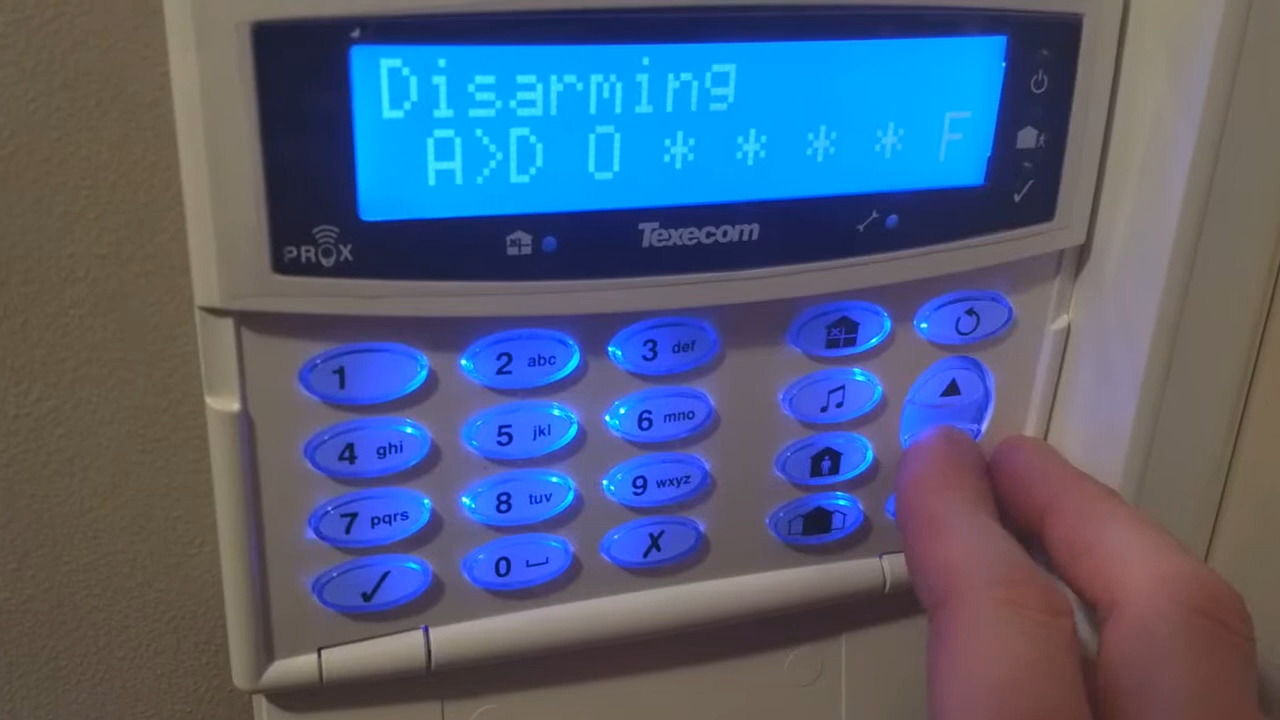 Disarming
A>D 0 * * * * F
PROX
Texecom
1
2 abc
3 def
4 ghi
5 jkl
6 mno
7 pqrs
8 tuv
9 wxyz
0